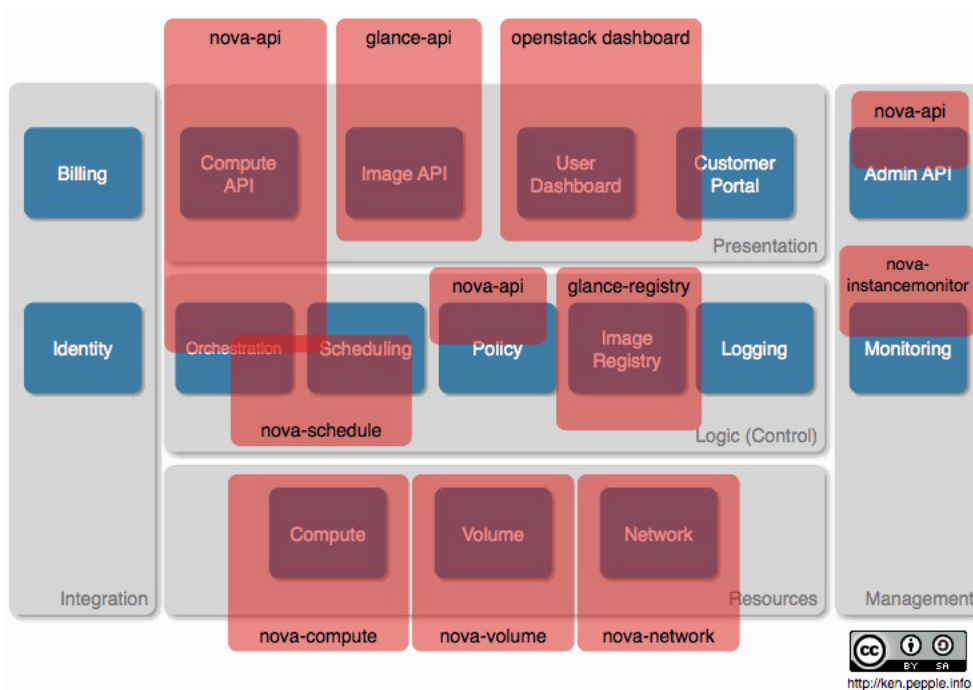 nova-api
glance-api
openstack dashboard
nova-api
Billing
Compute
API
Image API
User
Dashboard
Customer
Portal
Admin API
Presentation
nova-api
glance-registry
nova-
instancemonitor
Identity
Orchestration
Scheduling
Policy
Image
Registry
Logging
Monitoring
nova-schedule
Logic (Control)
Compute
Volume
Network
Integration
Resources
Management
nova-compute
nova-volume
nova-network
cc
BY SA
http://ken.pepple.info